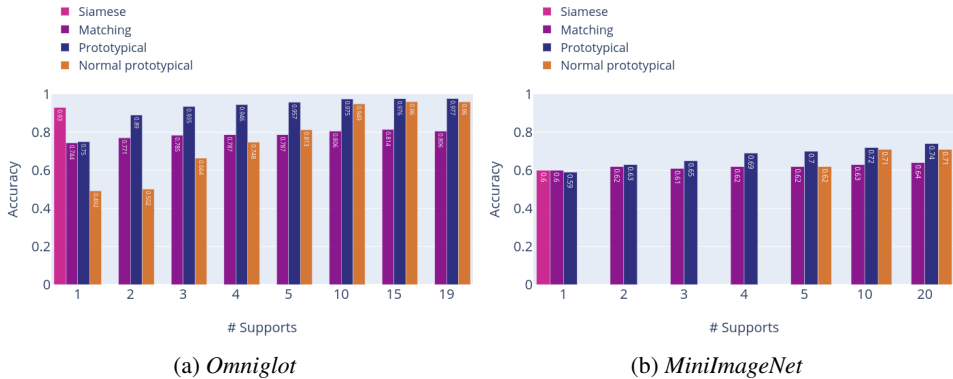 Siamese
Matching
Prototypical
Normal prototypical
1
0.8
0.6
0.4
0.2
0
Accuracy
0.93 0.744 0.75 0.492
0.771 0.89 0.502
0.785 0.935 0.664
0.787 0.946 0.748
0.787 0.957 0.813
0.806 0.975 0.949
0.814 0.976 0.96
0.806 0.977 0.96
1 2 3 4 5 10 15 19
# Supports
(a) Omniglot
Siamese
Matching
Prototypical
Normal prototypical
1
0.8
0.6
0.4
0.2
0
Accuracy
0.6 0.6 0.59
0.62 0.63
0.61 0.65
0.62 0.69
0.62 0.7 0.62
0.63 0.72 0.71
0.64 0.74 0.71
1 2 3 4 5 10 20
# Supports
(b) MiniImageNet